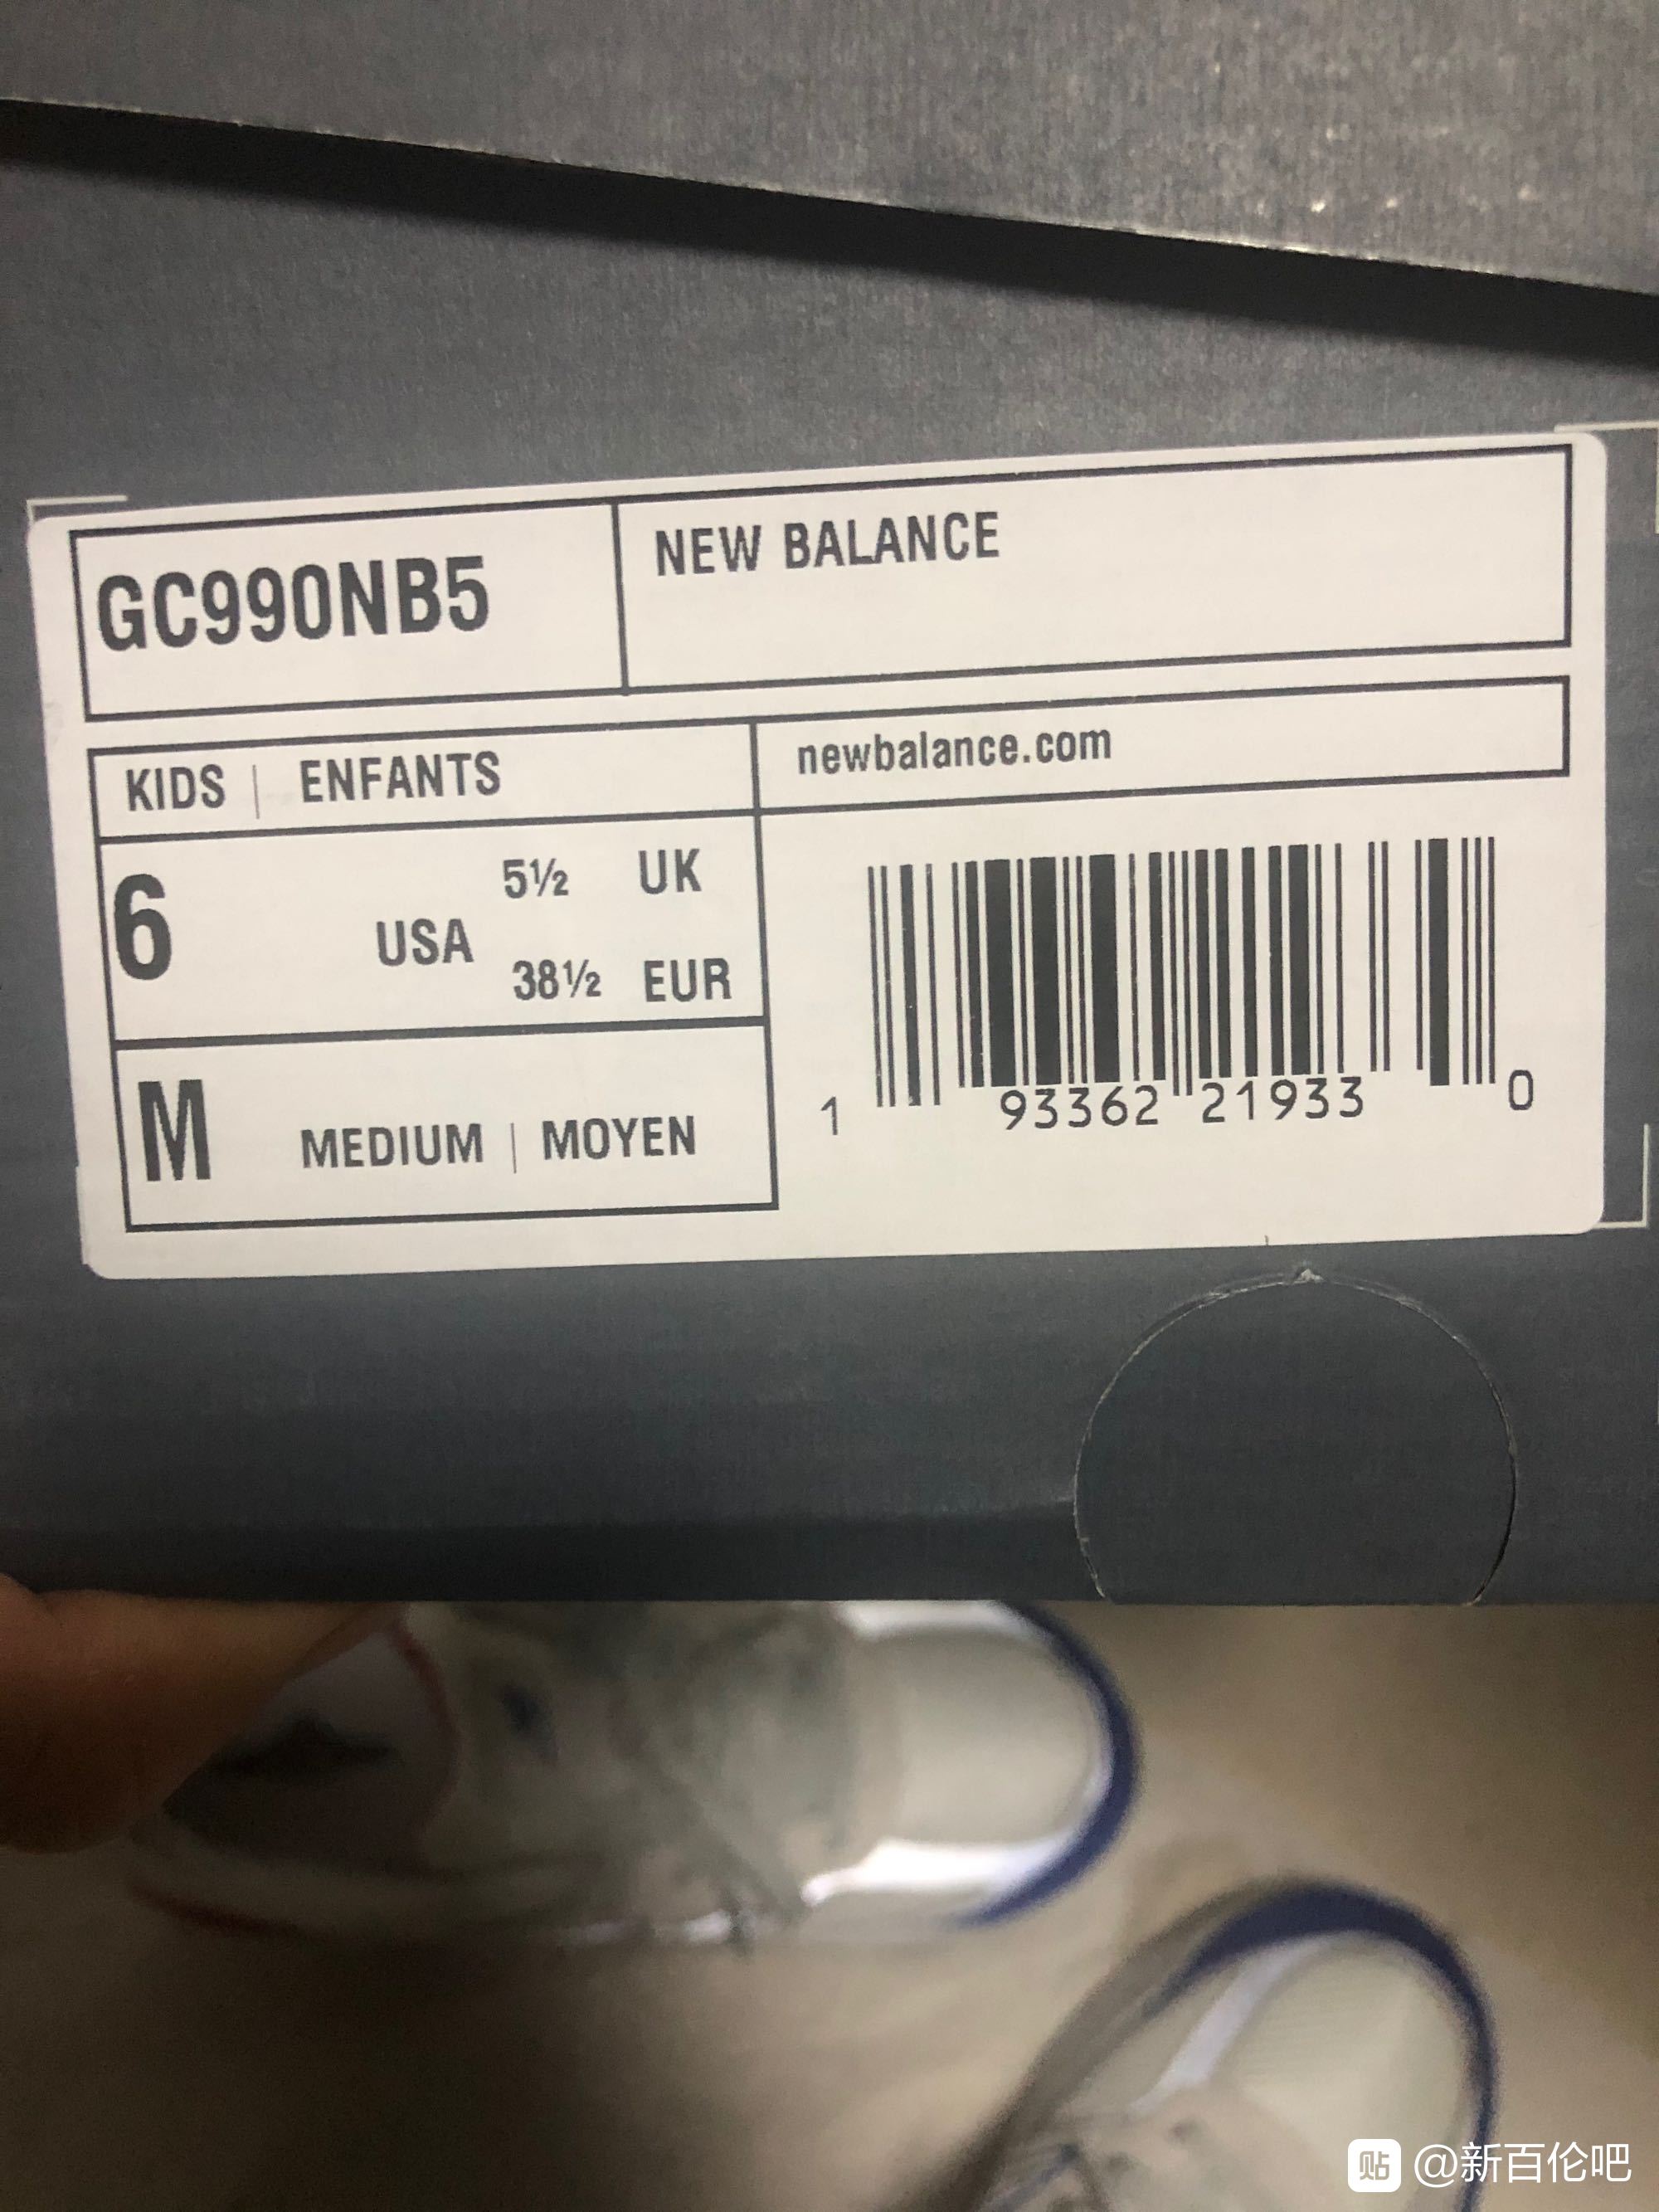 GC990NB5
NEW BALANCE
KIDS | ENFANTS
newbalance.com
6 USA
5½ UK
38½ EUR
M MEDIUM | MOYEN
1 93362 21933 0
贴 @新百伦吧